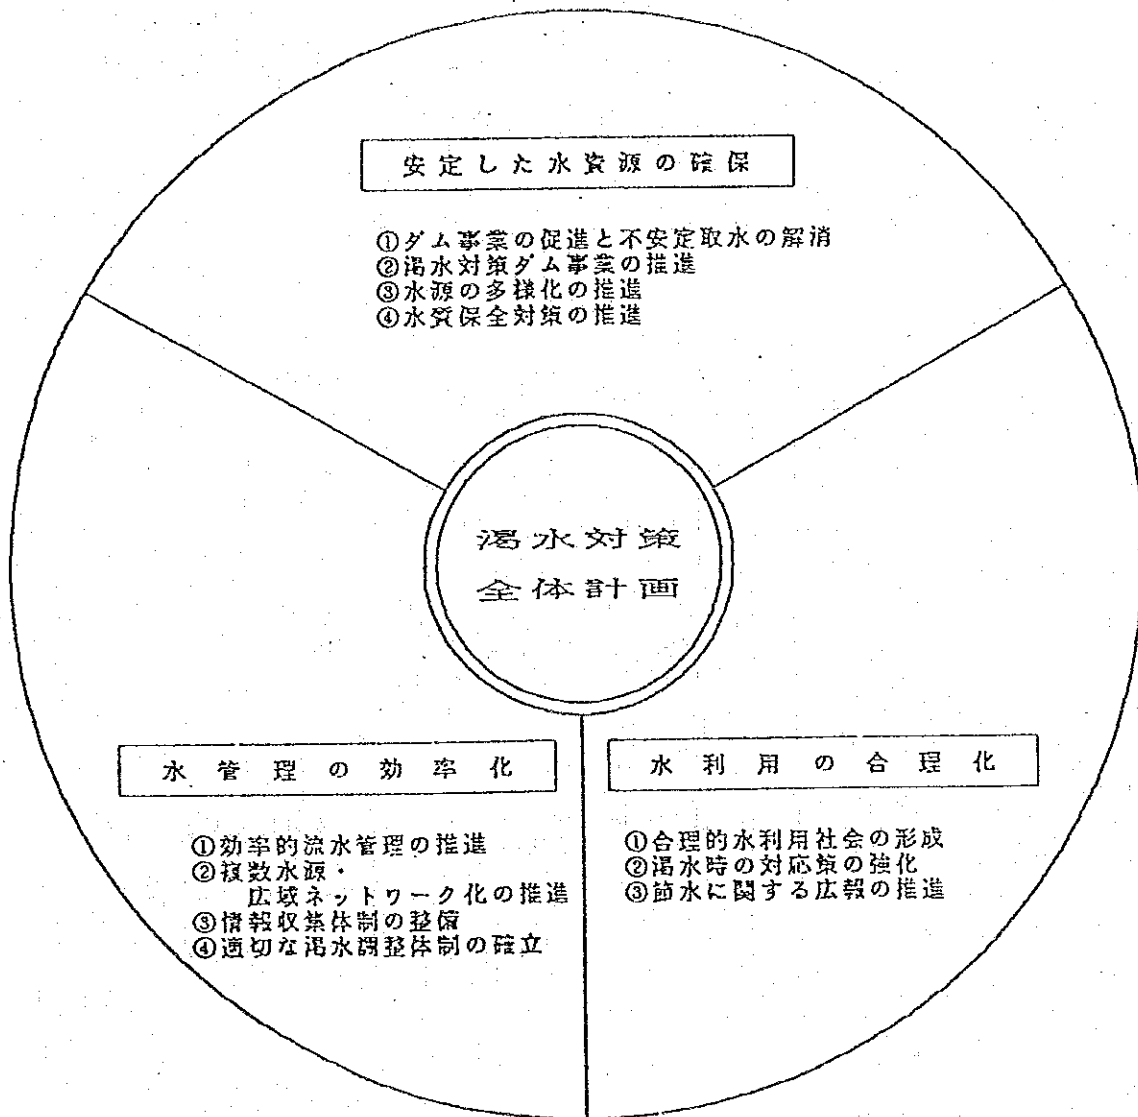 安定した水資源の確保
①ダム事業の促進と不安定取水の解消
②渇水対策ダム事業の推進
③水源の多様化の推進
④水質保全対策の推進
渇水対策
全体計画
水管理の効率化
①効率的流水管理の推進
②複数水源・
広域ネットワーク化の推進
③情報収集体制の整備
④適切な渇水調整体制の確立
水利用の合理化
①合理的水利用社会の形成
②渇水時の対応策の強化
③節水に関する広報の推進